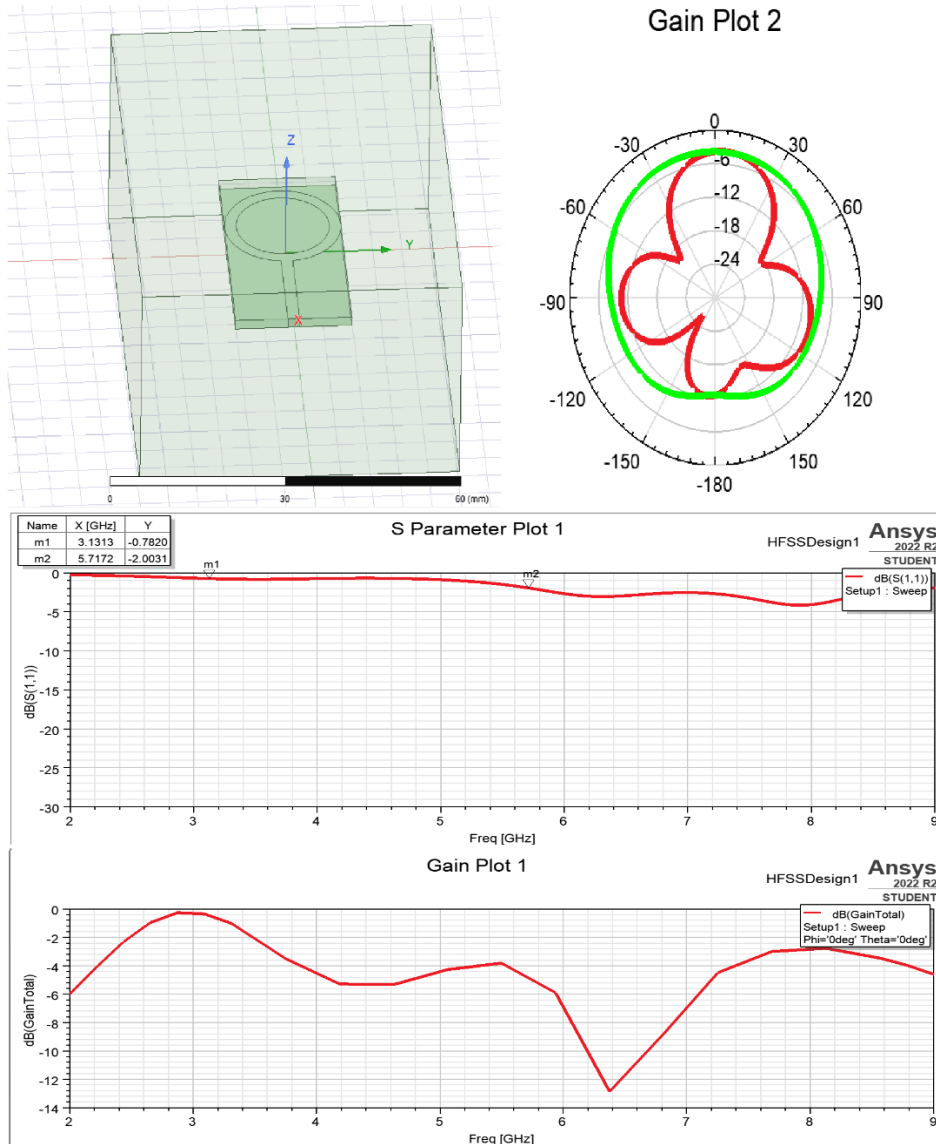 Z
Y
X
0 30 60 (mm)
Gain Plot 2
0
-30 30
-6
-60 -12 60
-18
-24
-90 90
-120 120
-150 150
-180
Name X [GHz] Y
m1 3.1313 -0.7820
m2 5.7172 -2.0031
S Parameter Plot 1
HFSSDesign1 Ansys
2022 R2
STUDENT
m1 m2
dB(S(1,1))
Setup1 : Sweep
0
-5
-10
-15
-20
-25
-30
dB(S(1,1))
2 3 4 5 6 7 8 9
Freq [GHz]
Gain Plot 1
HFSSDesign1 Ansys
2022 R2
STUDENT
dB(GainTotal)
Setup1 : Sweep
Phi='0deg' Theta='0deg'
0
-2
-4
-6
-8
-10
-12
-14
dB(GainTotal)
2 3 4 5 6 7 8 9
Freq [GHz]